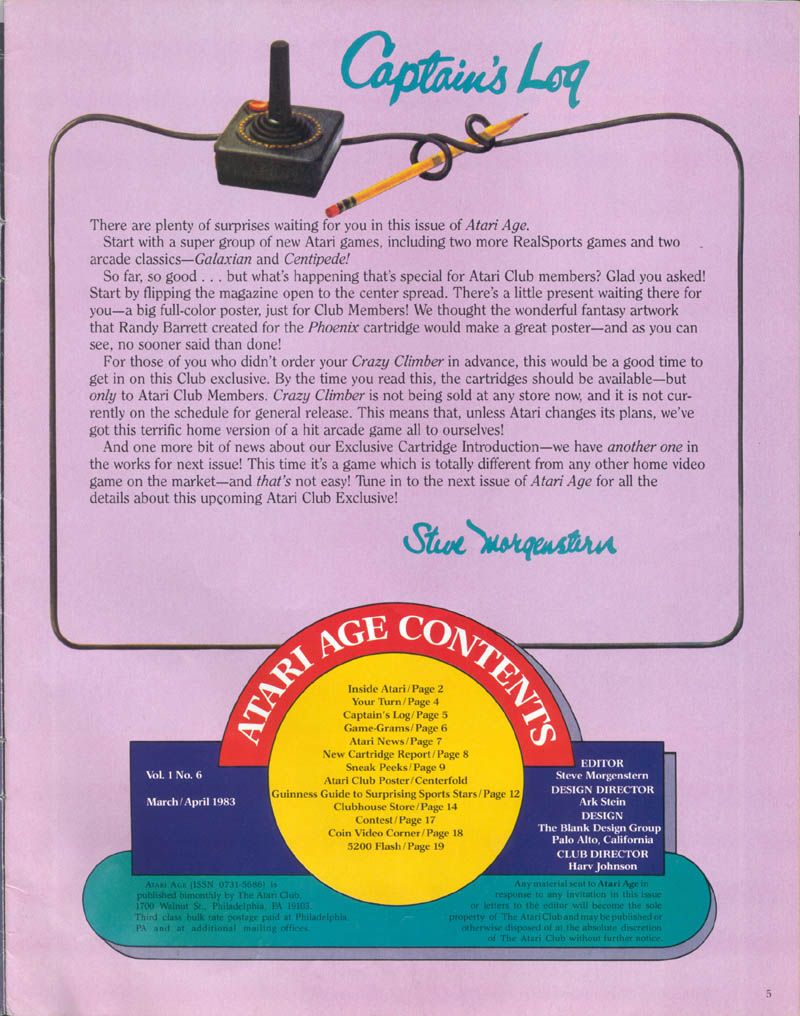 Captain's Log
There are plenty of surprises waiting for you in this issue of Atari Age.
Start with a super group of new Atari games, including two more RealSports games and two
arcade classics—Galaxian and Centipede!
So far, so good . . . but what's happening that's special for Atari Club members? Glad you asked!
Start by flipping the magazine open to the center spread. There's a little present waiting there for
you—a big full-color poster, just for Club Members! We thought the wonderful fantasy artwork
that Randy Barrett created for the Phoenix cartridge would make a great poster—and as you can
see, no sooner said than done!
For those of you who didn't order your Crazy Climber in advance, this would be a good time to
get in on this Club exclusive. By the time you read this, the cartridges should be available—but
only to Atari Club Members. Crazy Climber is not being sold at any store now, and it is not cur-
rently on the schedule for general release. This means that, unless Atari changes its plans, we've
got this terrific home version of a hit arcade game all to ourselves!
And one more bit of news about our Exclusive Cartridge Introduction—we have another one in
the works for next issue! This time it's a game which is totally different from any other home video
game on the market—and that's not easy! Tune in to the next issue of Atari Age for all the
details about this upcoming Atari Club Exclusive!
Steve Morgenstern
ATARI AGE CONTENTS
Inside Atari/Page 2
Your Turn/Page 4
Captain's Log/Page 5
Game-Grams/Page 6
Atari News/Page 7
New Cartridge Report/Page 8
Sneak Peeks/Page 9
Atari Club Poster/Centerfold
Guinness Guide to Surprising Sports Stars/Page 12
Clubhouse Store/Page 14
Contest/Page 17
Coin Video Corner/Page 18
5200 Flash/Page 19
Vol. 1 No. 6
March/April 1983
EDITOR
Steve Morgenstern
DESIGN DIRECTOR
Ark Stein
DESIGN
The Blank Design Group
Palo Alto, California
CLUB DIRECTOR
Harv Johnson
ATARI AGE (ISSN 0731-5686) is
published bimonthly by The Atari Club,
1700 Walnut St., Philadelphia, PA 19103.
Third class bulk rate postage paid at Philadelphia,
PA and at additional mailing offices.
Any material sent to Atari Age in
response to any invitation in this issue
or letters to the editor will become the sole
property of The Atari Club and may be published or
otherwise disposed of at the absolute discretion
of The Atari Club without further notice.
5